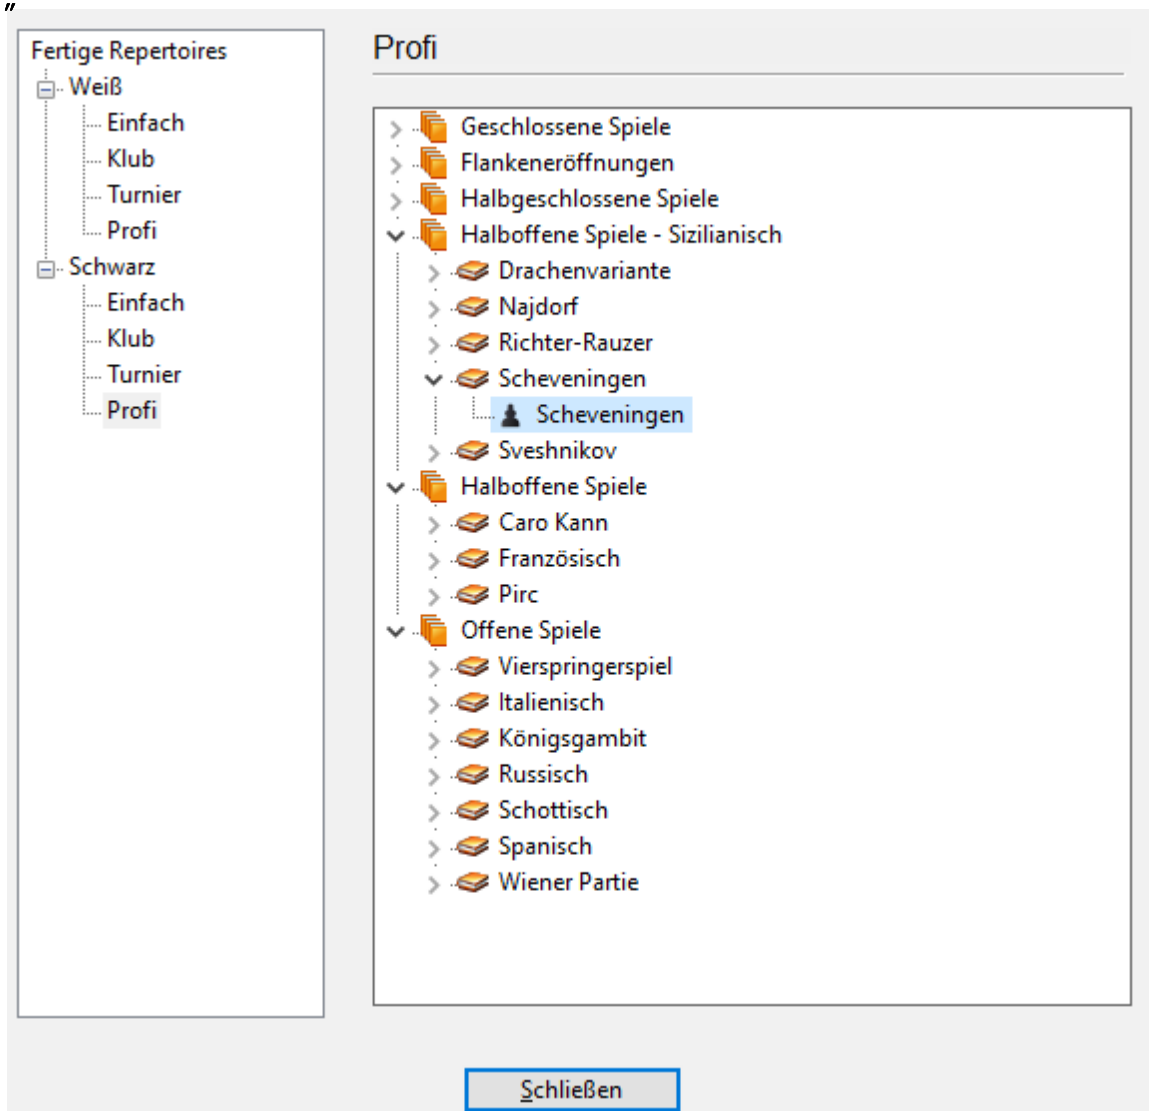 "
Fertige Repertoires
Weiß
Einfach
Klub
Turnier
Profi
Schwarz
Einfach
Klub
Turnier
Profi
Profi
Geschlossene Spiele
Flankeneröffnungen
Halbgeschlossene Spiele
Halboffene Spiele - Sizilianisch
Drachenvariante
Najdorf
Richter-Rauzer
Scheveningen
Scheveningen
Sveshnikov
Halboffene Spiele
Caro Kann
Französisch
Pirc
Offene Spiele
Vierspringerspiel
Italienisch
Königsgambit
Russisch
Schottisch
Spanisch
Wiener Partie
Schließen